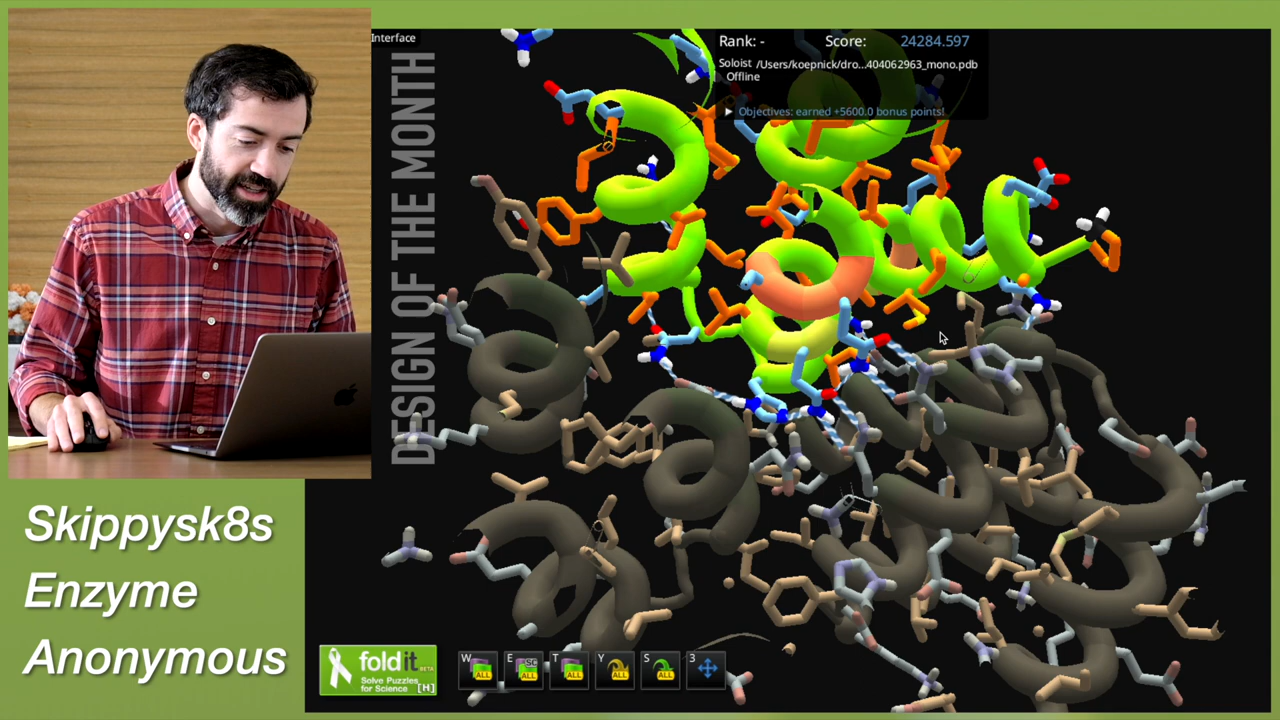 Interface
Rank: - Score: 24284.597
Soloist /Users/koepnick/dro...404062963_mono.pdb
Offline
Objectives: earned +5600.0 bonus points!
DESIGN OF THE MONTH
Skippysk8s
Enzyme
Anonymous
foldit BETA
Solve Puzzles
for Science [H]
W ALL E SC ALL T ALL Y ALL S ALL 3